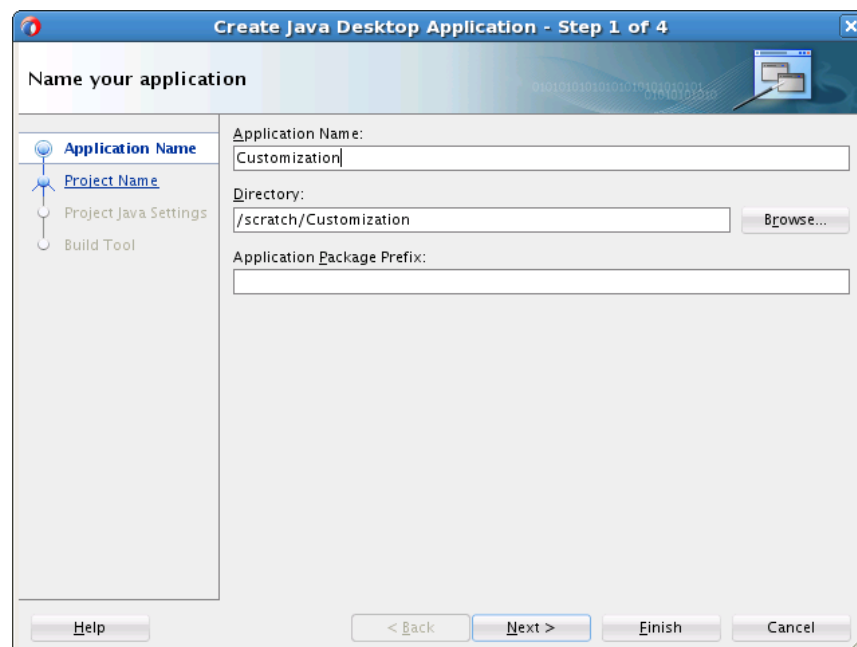 Create Java Desktop Application - Step 1 of 4
Name your application
Application Name
Project Name
Project Java Settings
Build Tool
Application Name:
Customization
Directory:
/scratch/Customization
Browse...
Application Package Prefix:
Help
< Back
Next >
Finish
Cancel